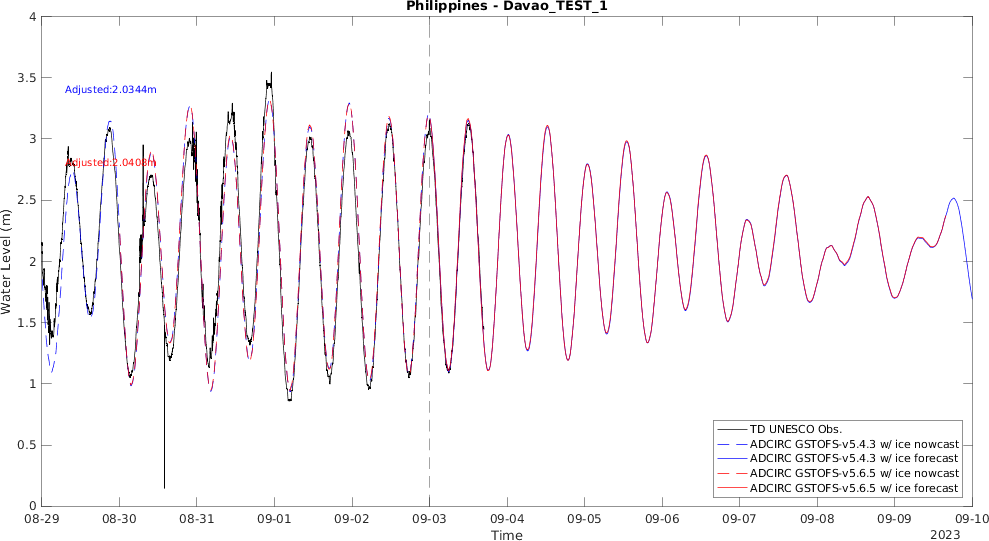 Philippines - Davao_TEST_1
4
3.5
3
2.5
2
1.5
1
0.5
0
Water Level (m)
Adjusted:2.0344m
Adjusted:2.0408m
TD UNESCO Obs.
ADCIRC GSTOFS-v5.4.3 w/ ice nowcast
ADCIRC GSTOFS-v5.4.3 w/ ice forecast
ADCIRC GSTOFS-v5.6.5 w/ ice nowcast
ADCIRC GSTOFS-v5.6.5 w/ ice forecast
08-29 08-30 08-31 09-01 09-02 09-03 09-04 09-05 09-06 09-07 09-08 09-09 09-10
Time
2023